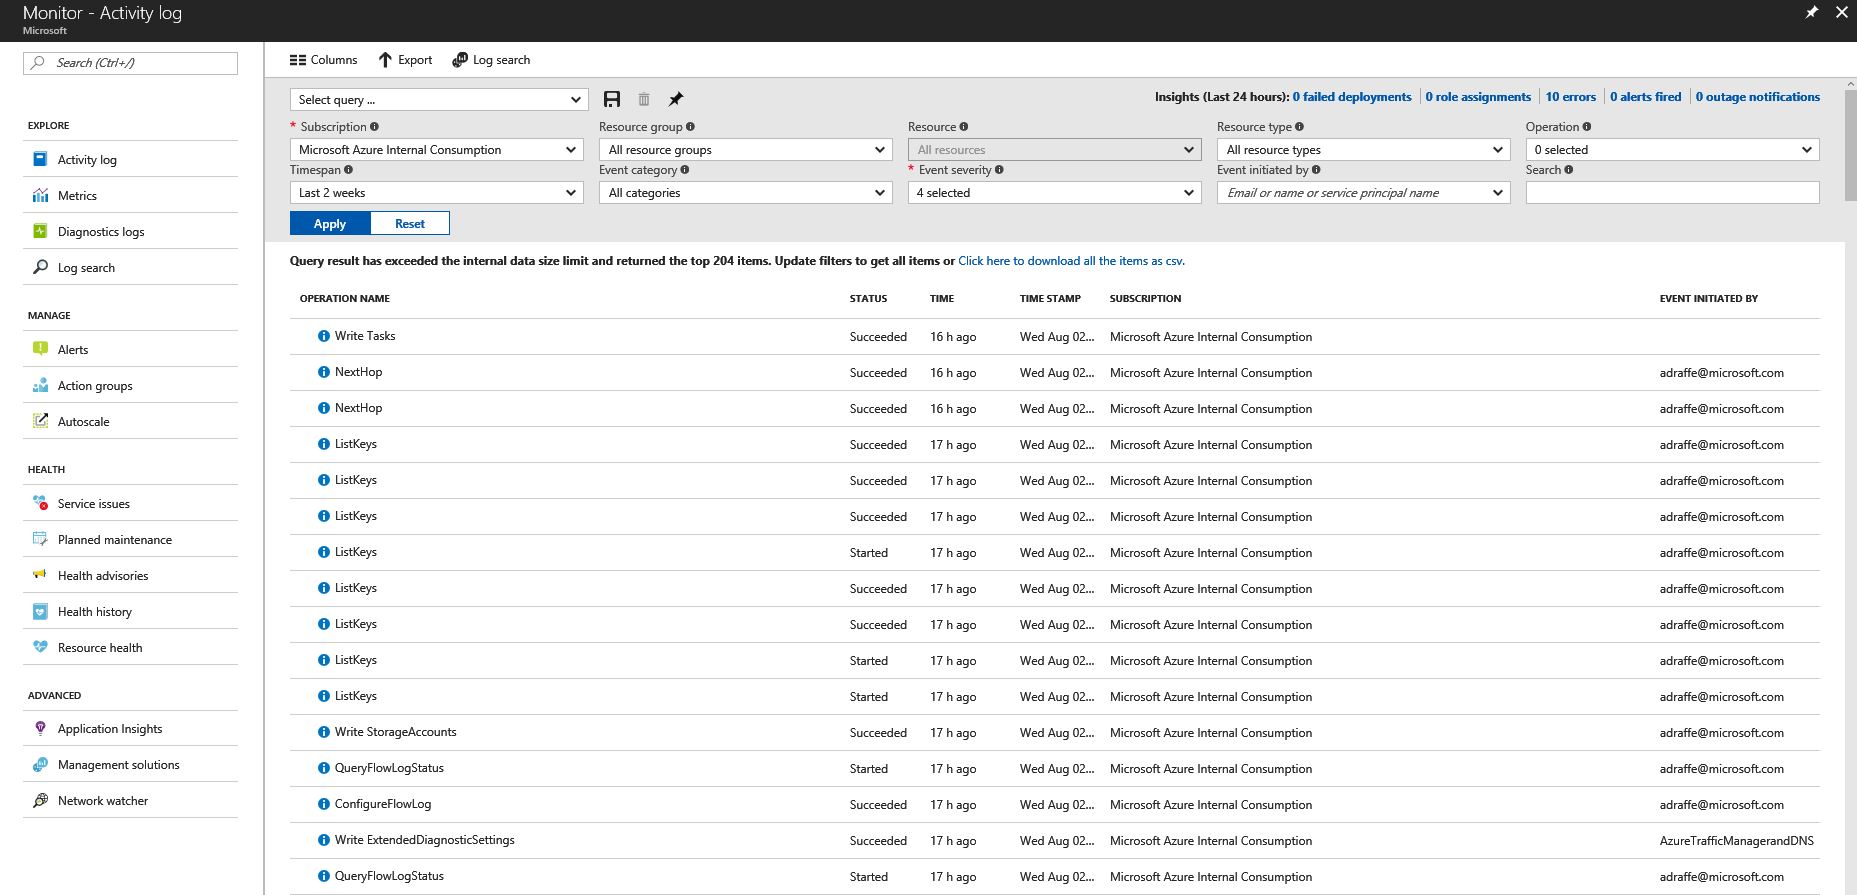 Monitor - Activity log
Microsoft
Search (Ctrl+/)
EXPLORE
Activity log
Metrics
Diagnostics logs
Log search
MANAGE
Alerts
Action groups
Autoscale
HEALTH
Service issues
Planned maintenance
Health advisories
Health history
Resource health
ADVANCED
Application Insights
Management solutions
Network watcher
Columns Export Log search
Select query ...
Insights (Last 24 hours): 0 failed deployments 0 role assignments 10 errors 0 alerts fired 0 outage notifications
* Subscription Resource group Resource Resource type Operation
Microsoft Azure Internal Consumption All resource groups All resources All resource types 0 selected
Timespan Event category * Event severity Event initiated by Search
Last 2 weeks All categories 4 selected Email or name or service principal name
Apply Reset
Query result has exceeded the internal data size limit and returned the top 204 items. Update filters to get all items or Click here to download all the items as csv.
OPERATION NAME STATUS TIME TIME STAMP SUBSCRIPTION EVENT INITIATED BY
Write Tasks Succeeded 16 h ago Wed Aug 02... Microsoft Azure Internal Consumption
NextHop Succeeded 16 h ago Wed Aug 02... Microsoft Azure Internal Consumption adraffe@microsoft.com
NextHop Succeeded 16 h ago Wed Aug 02... Microsoft Azure Internal Consumption adraffe@microsoft.com
ListKeys Succeeded 17 h ago Wed Aug 02... Microsoft Azure Internal Consumption adraffe@microsoft.com
ListKeys Succeeded 17 h ago Wed Aug 02... Microsoft Azure Internal Consumption adraffe@microsoft.com
ListKeys Succeeded 17 h ago Wed Aug 02... Microsoft Azure Internal Consumption adraffe@microsoft.com
ListKeys Started 17 h ago Wed Aug 02... Microsoft Azure Internal Consumption adraffe@microsoft.com
ListKeys Succeeded 17 h ago Wed Aug 02... Microsoft Azure Internal Consumption adraffe@microsoft.com
ListKeys Succeeded 17 h ago Wed Aug 02... Microsoft Azure Internal Consumption adraffe@microsoft.com
ListKeys Started 17 h ago Wed Aug 02... Microsoft Azure Internal Consumption adraffe@microsoft.com
ListKeys Started 17 h ago Wed Aug 02... Microsoft Azure Internal Consumption adraffe@microsoft.com
Write StorageAccounts Succeeded 17 h ago Wed Aug 02... Microsoft Azure Internal Consumption adraffe@microsoft.com
QueryFlowLogStatus Started 17 h ago Wed Aug 02... Microsoft Azure Internal Consumption adraffe@microsoft.com
ConfigureFlowLog Succeeded 17 h ago Wed Aug 02... Microsoft Azure Internal Consumption adraffe@microsoft.com
Write ExtendedDiagnosticSettings Succeeded 17 h ago Wed Aug 02... Microsoft Azure Internal Consumption AzureTrafficManagerandDNS
QueryFlowLogStatus Started 17 h ago Wed Aug 02... Microsoft Azure Internal Consumption adraffe@microsoft.com